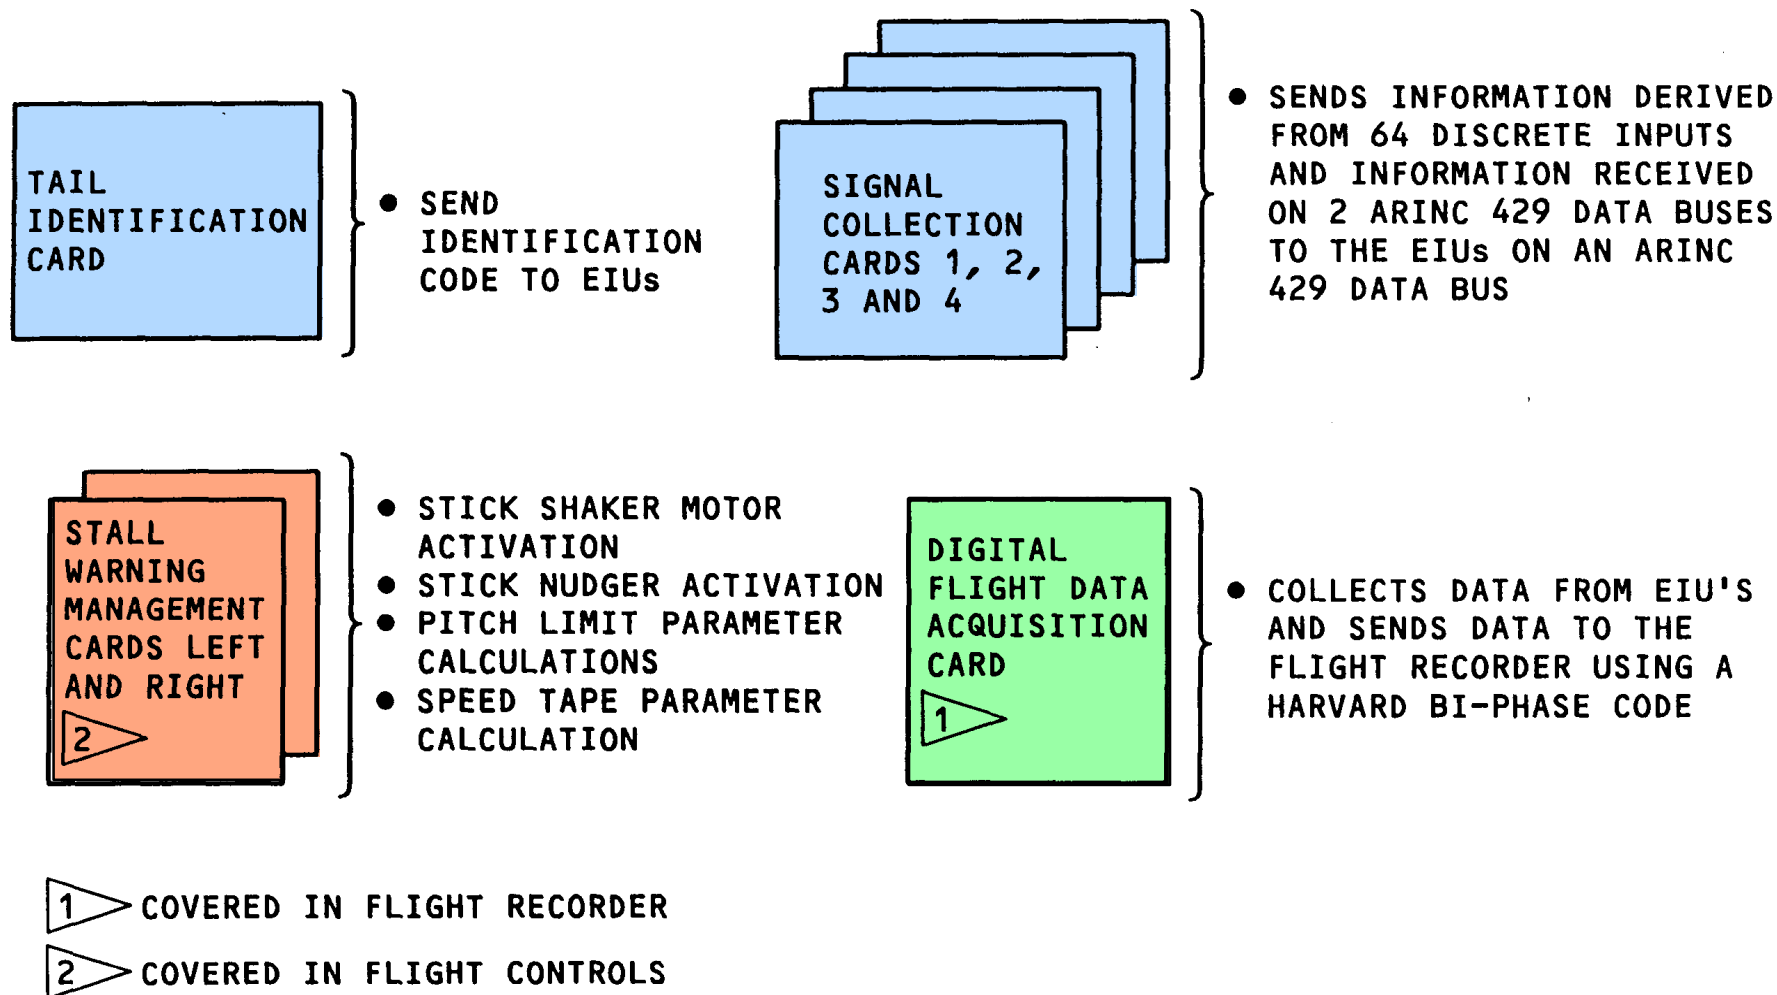 TAIL
IDENTIFICATION
CARD
● SEND
IDENTIFICATION
CODE TO EIUs
SIGNAL
COLLECTION
CARDS 1, 2,
3 AND 4
● SENDS INFORMATION DERIVED
FROM 64 DISCRETE INPUTS
AND INFORMATION RECEIVED
ON 2 ARINC 429 DATA BUSES
TO THE EIUs ON AN ARINC
429 DATA BUS
STALL
WARNING
MANAGEMENT
CARDS LEFT
AND RIGHT
2
● STICK SHAKER MOTOR
ACTIVATION
● STICK NUDGER ACTIVATION
● PITCH LIMIT PARAMETER
CALCULATIONS
● SPEED TAPE PARAMETER
CALCULATION
DIGITAL
FLIGHT DATA
ACQUISITION
CARD
1
● COLLECTS DATA FROM EIU'S
AND SENDS DATA TO THE
FLIGHT RECORDER USING A
HARVARD BI-PHASE CODE
1 COVERED IN FLIGHT RECORDER
2 COVERED IN FLIGHT CONTROLS